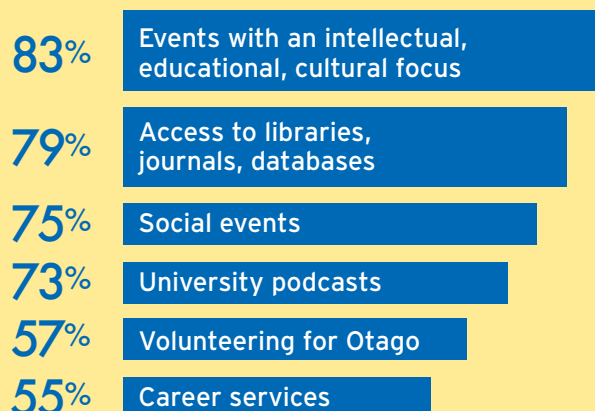 83% Events with an intellectual,
educational, cultural focus
79% Access to libraries,
journals, databases
75% Social events
73% University podcasts
57% Volunteering for Otago
55% Career services